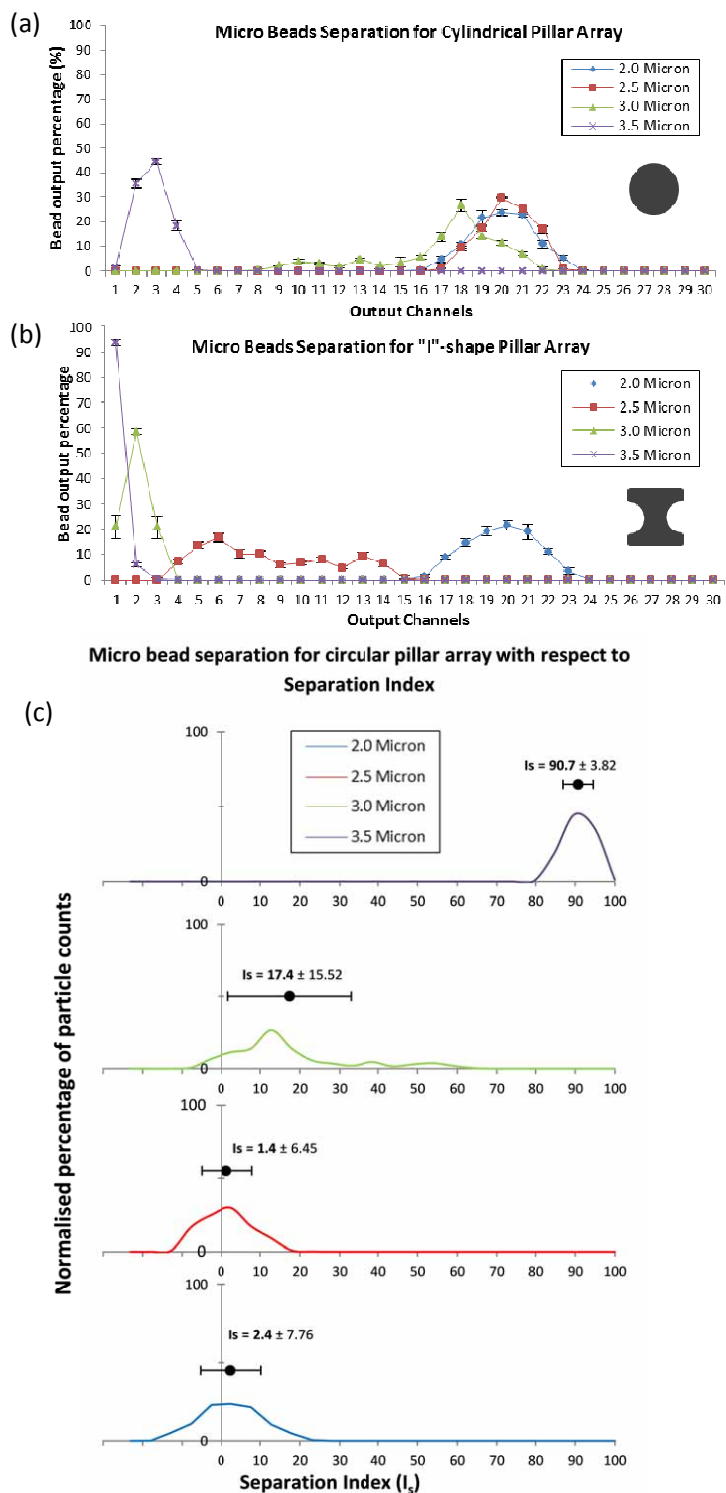 (a)
Micro Beads Separation for Cylindrical Pillar Array
Bead output percentage (%)
100
90
80
70
60
50
40
30
20
10
0
2.0 Micron
2.5 Micron
3.0 Micron
3.5 Micron
1 2 3 4 5 6 7 8 9 10 11 12 13 14 15 16 17 18 19 20 21 22 23 24 25 26 27 28 29 30
Output Channels
(b)
Micro Beads Separation for "I"-shape Pillar Array
Bead output percentage
100
90
80
70
60
50
40
30
20
10
0
2.0 Micron
2.5 Micron
3.0 Micron
3.5 Micron
1 2 3 4 5 6 7 8 9 10 11 12 13 14 15 16 17 18 19 20 21 22 23 24 25 26 27 28 29 30
Output Channels
Micro bead separation for circular pillar array with respect to
Separation Index
(c)
Normalised percentage of particle counts
100
2.0 Micron
2.5 Micron
3.0 Micron
3.5 Micron
Is = 90.7 ± 3.82
0
0 10 20 30 40 50 60 70 80 90 100
100
Is = 17.4 ± 15.52
0
0 10 20 30 40 50 60 70 80 90 100
100
Is = 1.4 ± 6.45
0
0 10 20 30 40 50 60 70 80 90 100
100
Is = 2.4 ± 7.76
0
0 10 20 30 40 50 60 70 80 90 100
Separation Index (Is)